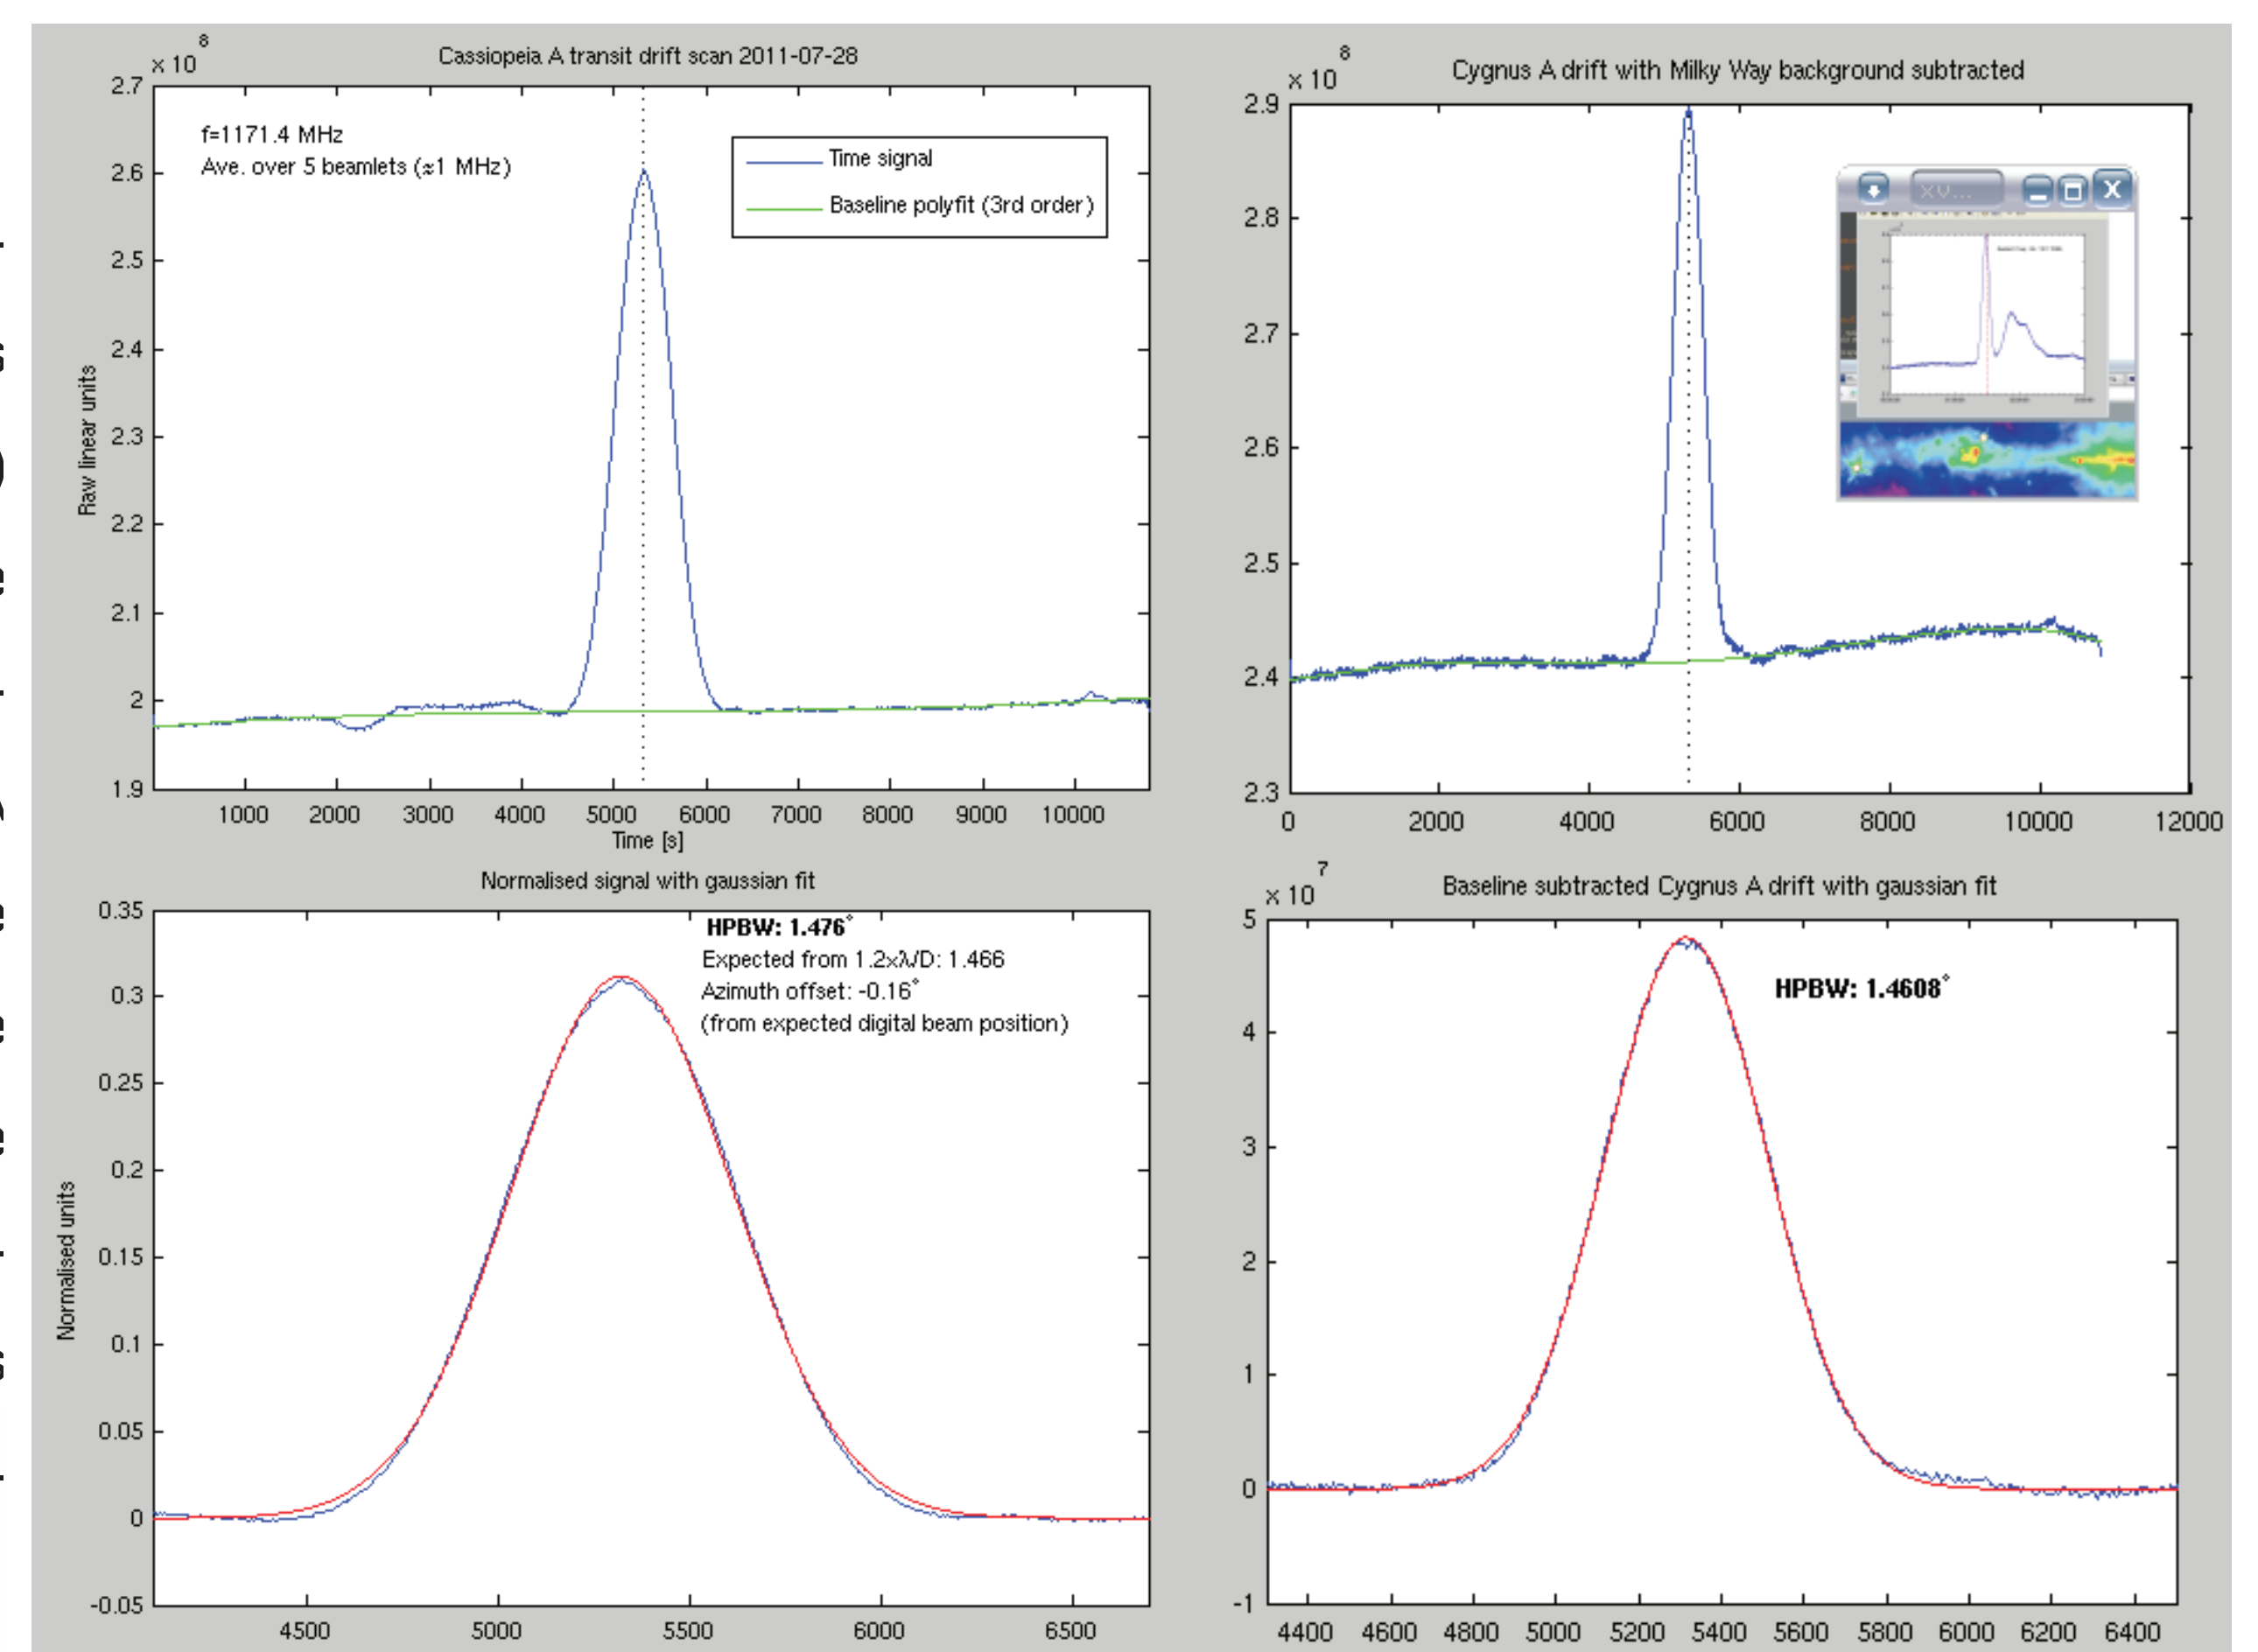 Cassiopeia A transit drift scan 2011-07-28
x 10
8
2.7
2.6
2.5
2.4
2.3
2.2
2.1
2
1.9
Raw linear units
f=1171.4 MHz
Ave. over 5 beamlets (≈1 MHz)
Time signal
Baseline polyfit (3rd order)
1000 2000 3000 4000 5000 6000 7000 8000 9000 10000
Time [s]
Cygnus A drift with Milky Way background subtracted
x 10
8
2.9
2.8
2.7
2.6
2.5
2.4
2.3
XV...
X
0 2000 4000 6000 8000 10000 12000
Normalised signal with gaussian fit
0.35
0.3
0.25
0.2
0.15
0.1
0.05
0
-0.05
Normalised units
HPBW: 1.476°
Expected from 1.2×λ/D: 1.466
Azimuth offset: -0.16°
(from expected digital beam position)
4500 5000 5500 6000 6500
Baseline subtracted Cygnus A drift with gaussian fit
x 10
7
5
4
3
2
1
0
-1
HPBW: 1.4608°
4400 4600 4800 5000 5200 5400 5600 5800 6000 6200 6400